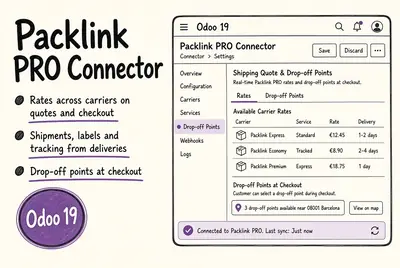 Packlink
PRO Connector
Rates across carriers on
quotes and checkout
Shipments, labels and
tracking from deliveries
Drop-off points at checkout
Odoo 19
Odoo 19
Packlink PRO Connector
Connector > Settings
Save
Discard
Overview
Configuration
Carriers
Services
Drop-off Points
Webhooks
Logs
Shipping Quote & Drop-off Points
Real-time Packlink PRO rates and drop-off points at checkout.
Rates
Drop-off Points
Available Carrier Rates
Carrier Service Rate Delivery
Packlink Express Standard €12.45 1-2 days
Packlink Economy Tracked €8.90 2-4 days
Packlink Premium Express €18.75 1 day
Drop-off Points at Checkout
Customer can select a drop-off point during checkout.
3 drop-off points available near 08001 Barcelona
View on map
Connected to Packlink PRO. Last sync: Just now